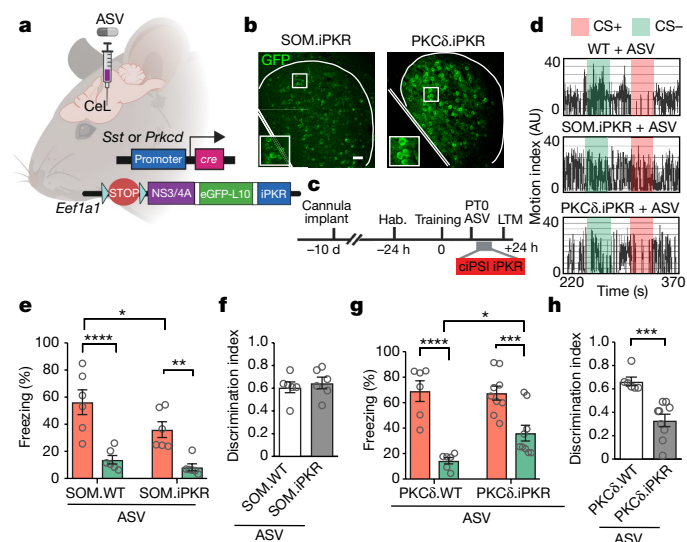 a
ASV
CeL
Sst or Prkcd
Promoter
cre
STOP
NS3/4A
eGFP-L10
iPKR
Eef1a1
b
SOM.iPKR
PKCδ.iPKR
GFP
c
Cannula
implant
Hab.
Training
PT0
ASV
LTM
−10 d
−24 h
0
+24 h
ciPSI iPKR
d
CS+
CS−
WT + ASV
40
0
SOM.iPKR + ASV
40
0
PKCδ.iPKR + ASV
40
0
Motion index (AU)
220
370
Time (s)
e
*
****
**
Freezing (%)
100
80
60
40
20
0
SOM.WT
SOM.iPKR
ASV
f
Discrimination index
1.0
0.8
0.6
0.4
0.2
0
SOM.WT
SOM.iPKR
ASV
g
*
****
***
Freezing (%)
100
80
60
40
20
0
PKCδ.WT
PKCδ.iPKR
ASV
h
***
Discrimination index
1.0
0.8
0.6
0.4
0.2
0
PKCδ.WT
PKCδ.iPKR
ASV